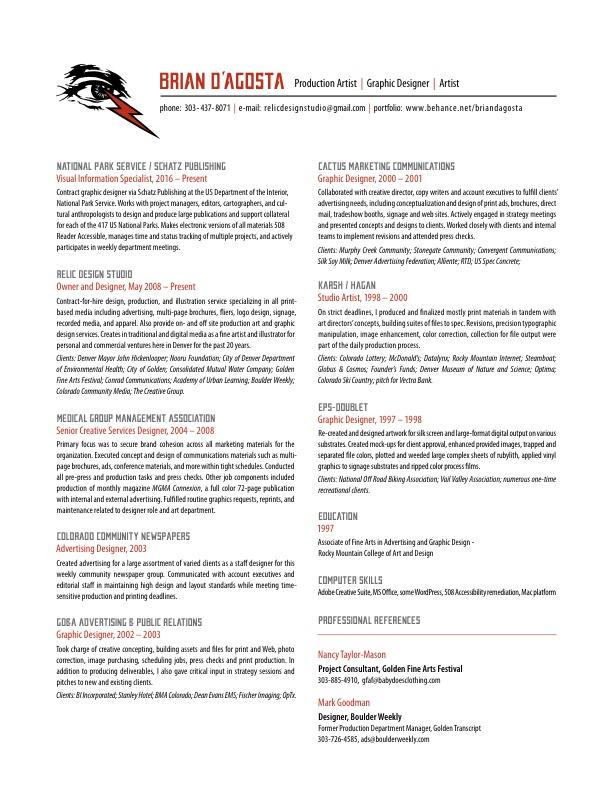 BRIAN D'AGOSTA Production Artist | Graphic Designer | Artist
phone: 303-437-8071 | e-mail: relicdesignstudio@gmail.com | portfolio: www.behance.net/briandagosta
NATIONAL PARK SERVICE / SCHATZ PUBLISHING
Visual Information Specialist, 2016 – Present
Contract graphic designer via Schatz Publishing at the US Department of the Interior,
National Park Service. Works with project managers, editors, cartographers, and cul-
tural anthropologists to design and produce large publications and support collateral
for each of the 417 US National Parks. Makes electronic versions of all materials 508
Reader Accessible, manages time and status tracking of multiple projects, and actively
participates in weekly department meetings.
RELIC DESIGN STUDIO
Owner and Designer, May 2008 – Present
Contract-for-hire design, production, and illustration service specializing in all print-
based media including advertising, multi-page brochures, fliers, logo design, signage,
recorded media, and apparel. Also provide on- and off site production art and graphic
design services. Creates in traditional and digital media as a fine artist and illustrator for
personal and commercial ventures here in Denver for the past 20 years.
Clients: Denver Mayor John Hickenlooper; Nooru Foundation; City of Denver Department
of Environmental Health; City of Golden; Consolidated Mutual Water Company; Golden
Fine Arts Festival; Conrad Communications; Academy of Urban Learning; Boulder Weekly;
Colorado Community Media; The Creative Group.
MEDICAL GROUP MANAGEMENT ASSOCIATION
Senior Creative Services Designer, 2004 – 2008
Primary focus was to secure brand cohesion across all marketing materials for the
organization. Executed concept and design of communications materials such as multi-
page brochures, ads, conference materials, and more within tight schedules. Conducted
all pre-press and production tasks and press checks. Other job components included
production of monthly magazine MGMA Connexion, a full color 72-page publication
with internal and external advertising. Fulfilled routine graphics requests, reprints, and
maintenance related to designer role and art department.
COLORADO COMMUNITY NEWSPAPERS
Advertising Designer, 2003
Created advertising for a large assortment of varied clients as a staff designer for this
weekly community newspaper group. Communicated with account executives and
editorial staff in maintaining high design and layout standards while meeting time-
sensitive production and printing deadlines.
GO&A ADVERTISING & PUBLIC RELATIONS
Graphic Designer, 2002 – 2003
Took charge of creative concepting, building assets and files for print and Web, photo
correction, image purchasing, scheduling jobs, press checks and print production. In
addition to producing deliverables, I also gave critical input in strategy sessions and
pitches to new and existing clients.
Clients: BI Incorporated; Stanley Hotel; BMA Colorado; Dean Evans EMS; Fischer Imaging; OpTx.
CACTUS MARKETING COMMUNICATIONS
Graphic Designer, 2000 – 2001
Collaborated with creative director, copy writers and account executives to fulfill clients'
advertising needs, including conceptualization and design of print ads, brochures, direct
mail, tradeshow booths, signage and web sites. Actively engaged in strategy meetings
and presented concepts and designs to clients. Worked closely with clients and internal
teams to implement revisions and attended press checks.
Clients: Murphy Creek Community; Stonegate Community; Convergent Communications;
Silk Soy Milk; Denver Advertising Federation; Alliente; RTD; US Spec Concrete;
KARSH / HAGAN
Studio Artist, 1998 – 2000
On strict deadlines, I produced and finalized mostly print materials in tandem with
art directors' concepts, building suites of files to spec. Revisions, precision typographic
manipulation, image enhancement, color correction, collection for file output were
part of the daily production process.
Clients: Colorado Lottery; McDonald's; Datalynx; Rocky Mountain Internet; Steamboat;
Globus & Cosmos; Founder's Funds; Denver Museum of Nature and Science; Optima;
Colorado Ski Country; pitch for Vectra Bank.
EPS-DOUBLET
Graphic Designer, 1997 – 1998
Re-created and designed artwork for silk screen and large-format digital output on various
substrates. Created mock-ups for client approval, enhanced provided images, trapped and
separated file colors, plotted and weeded large complex sheets of rubylith, applied vinyl
graphics to signage substrates and ripped color process films.
Clients: National Off Road Biking Association; Vail Valley Association; numerous one-time
recreational clients.
EDUCATION
1997
Associate of Fine Arts in Advertising and Graphic Design -
Rocky Mountain College of Art and Design
COMPUTER SKILLS
Adobe Creative Suite, MS Office, some WordPress, 508 Accessibility remediation, Mac platform
PROFESSIONAL REFERENCES
Nancy Taylor-Mason
Project Consultant, Golden Fine Arts Festival
303-885-4910, gfaf@babydoesclothing.com
Mark Goodman
Designer, Boulder Weekly
Former Production Department Manager, Golden Transcript
303-726-4585, ads@boulderweekly.com